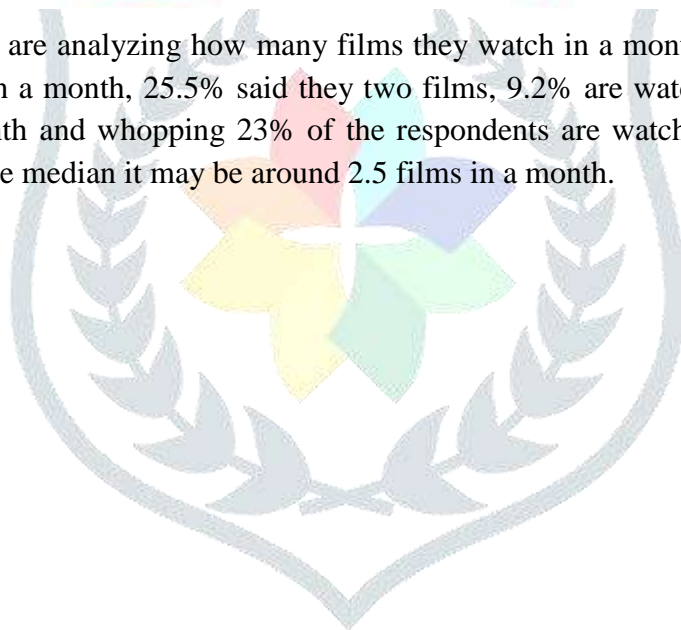 are analyzing how many films they watch in a mont
a month, 25.5% said they two films, 9.2% are wat
and whopping 23% of the respondents are watch
median it may be around 2.5 films in a month.